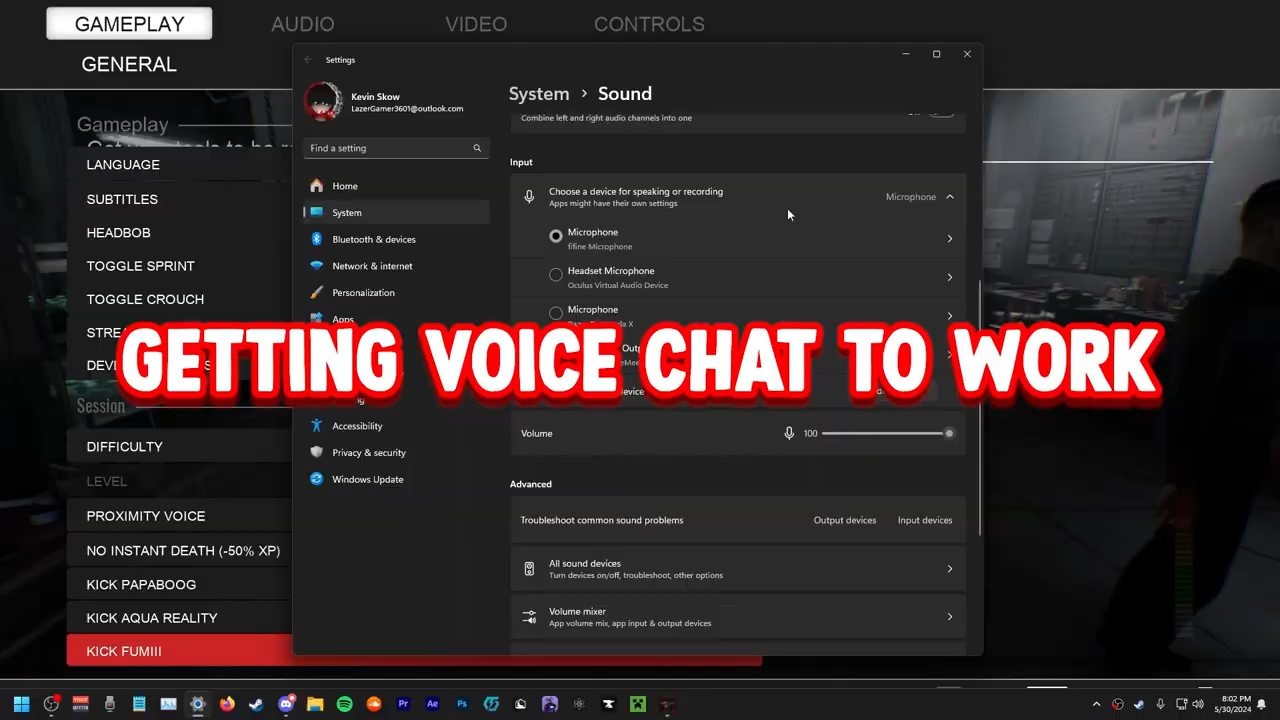 GAMEPLAY
AUDIO
VIDEO
CONTROLS
GENERAL
Gameplay
LANGUAGE
SUBTITLES
HEADBOB
TOGGLE SPRINT
TOGGLE CROUCH
Session
DIFFICULTY
LEVEL
PROXIMITY VOICE
NO INSTANT DEATH (-50% XP)
KICK PAPABOOG
KICK AQUA REALITY
KICK FUMIII
Settings
Kevin Skow
LazerGamer3601@outlook.com
Find a setting
Home
System
Bluetooth & devices
Network & internet
Personalization
Apps
Accessibility
Privacy & security
Windows Update
System > Sound
Combine left and right audio channels into one
Input
Choose a device for speaking or recording
Apps might have their own settings
Microphone
Microphone
fifine Microphone
Headset Microphone
Oculus Virtual Audio Device
Microphone
GETTING VOICE CHAT TO WORK
Volume
100
Advanced
Troubleshoot common sound problems
Output devices
Input devices
All sound devices
Turn devices on/off, troubleshoot, other options
Volume mixer
App volume mix, app input & output devices
8:02 PM
5/30/2024